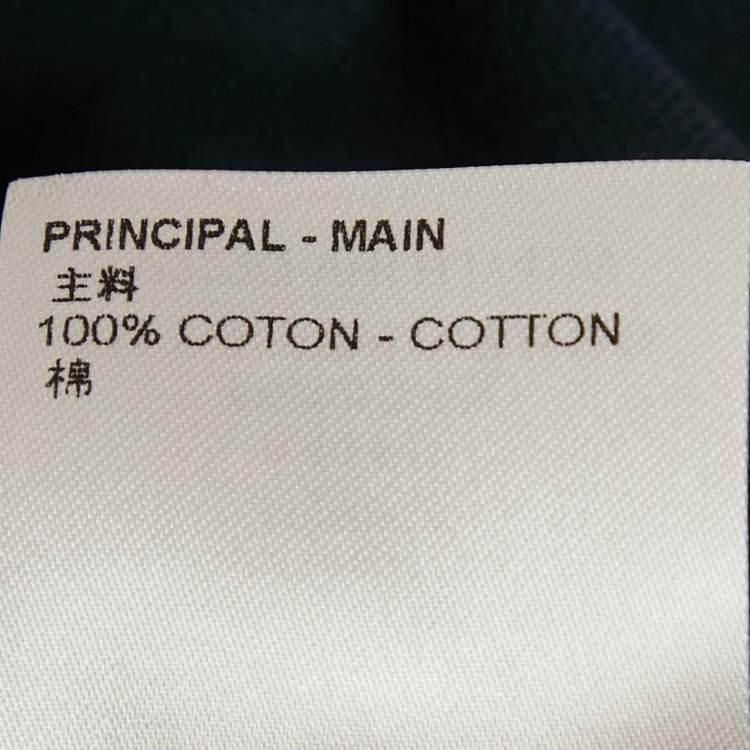 PRINCIPAL - MAIN
主料
100% COTON - COTTON
棉